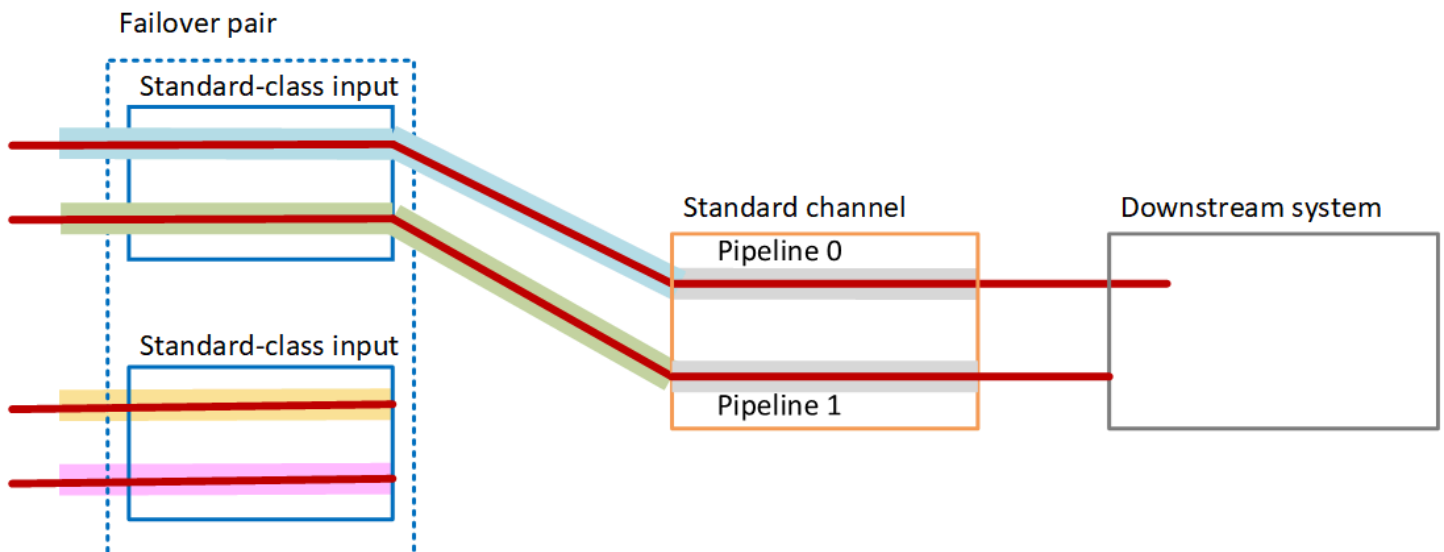 Failover pair
Standard-class input
Standard channel
Downstream system
Pipeline 0
Standard-class input
Pipeline 1